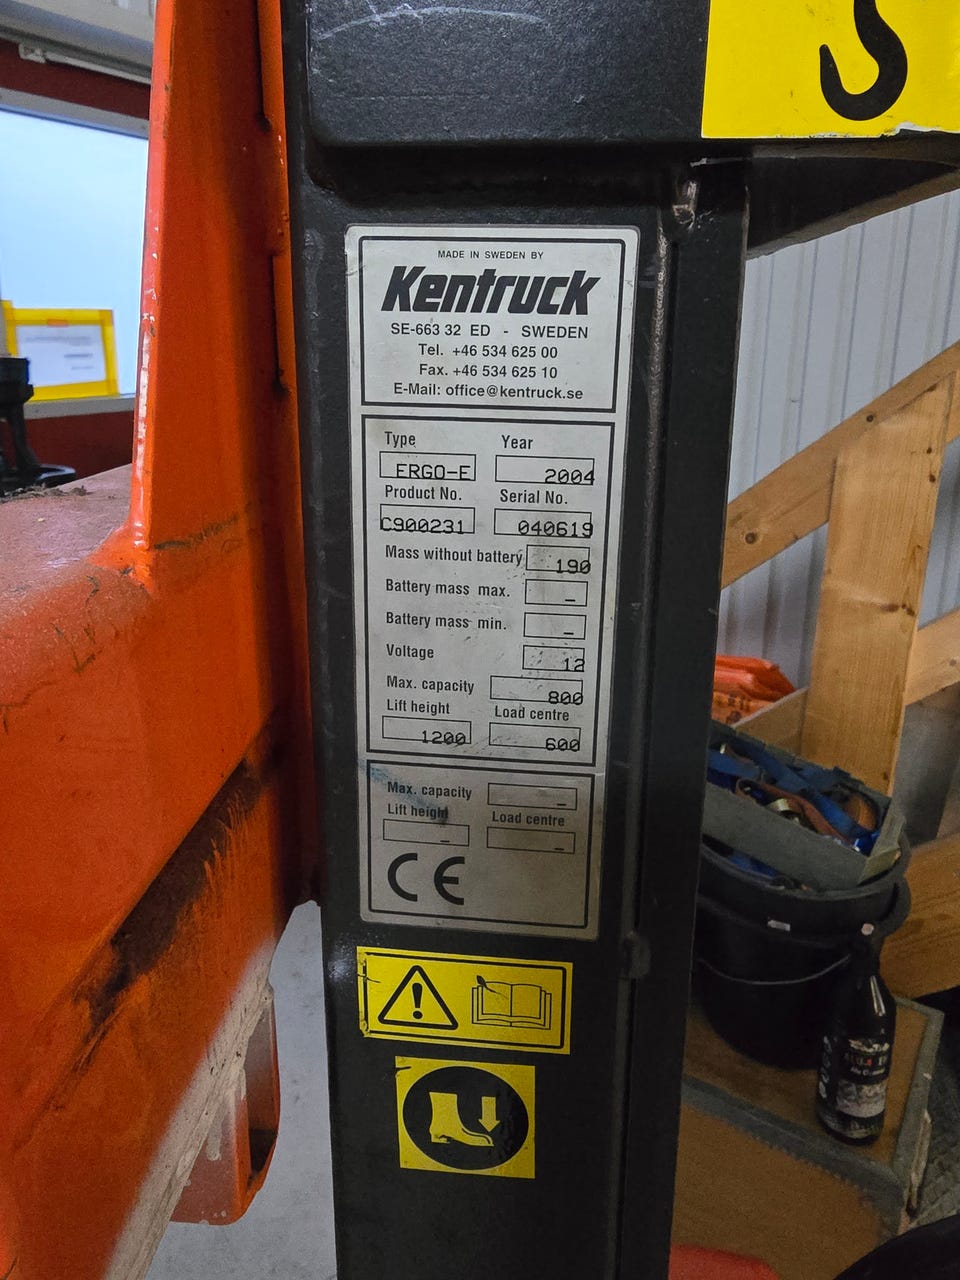 MADE IN SWEDEN BY
Kentruck
SE-663 32 ED - SWEDEN
Tel. +46 534 625 00
Fax. +46 534 625 10
E-Mail: office@kentruck.se
Type Year
ERGO-E 2004
Product No. Serial No.
C900231 040619
Mass without battery 190
Battery mass max. –
Battery mass min. –
Voltage 12
Max. capacity 800
Lift height Load centre
1200 600
Max. capacity –
Lift height Load centre
– –
CE